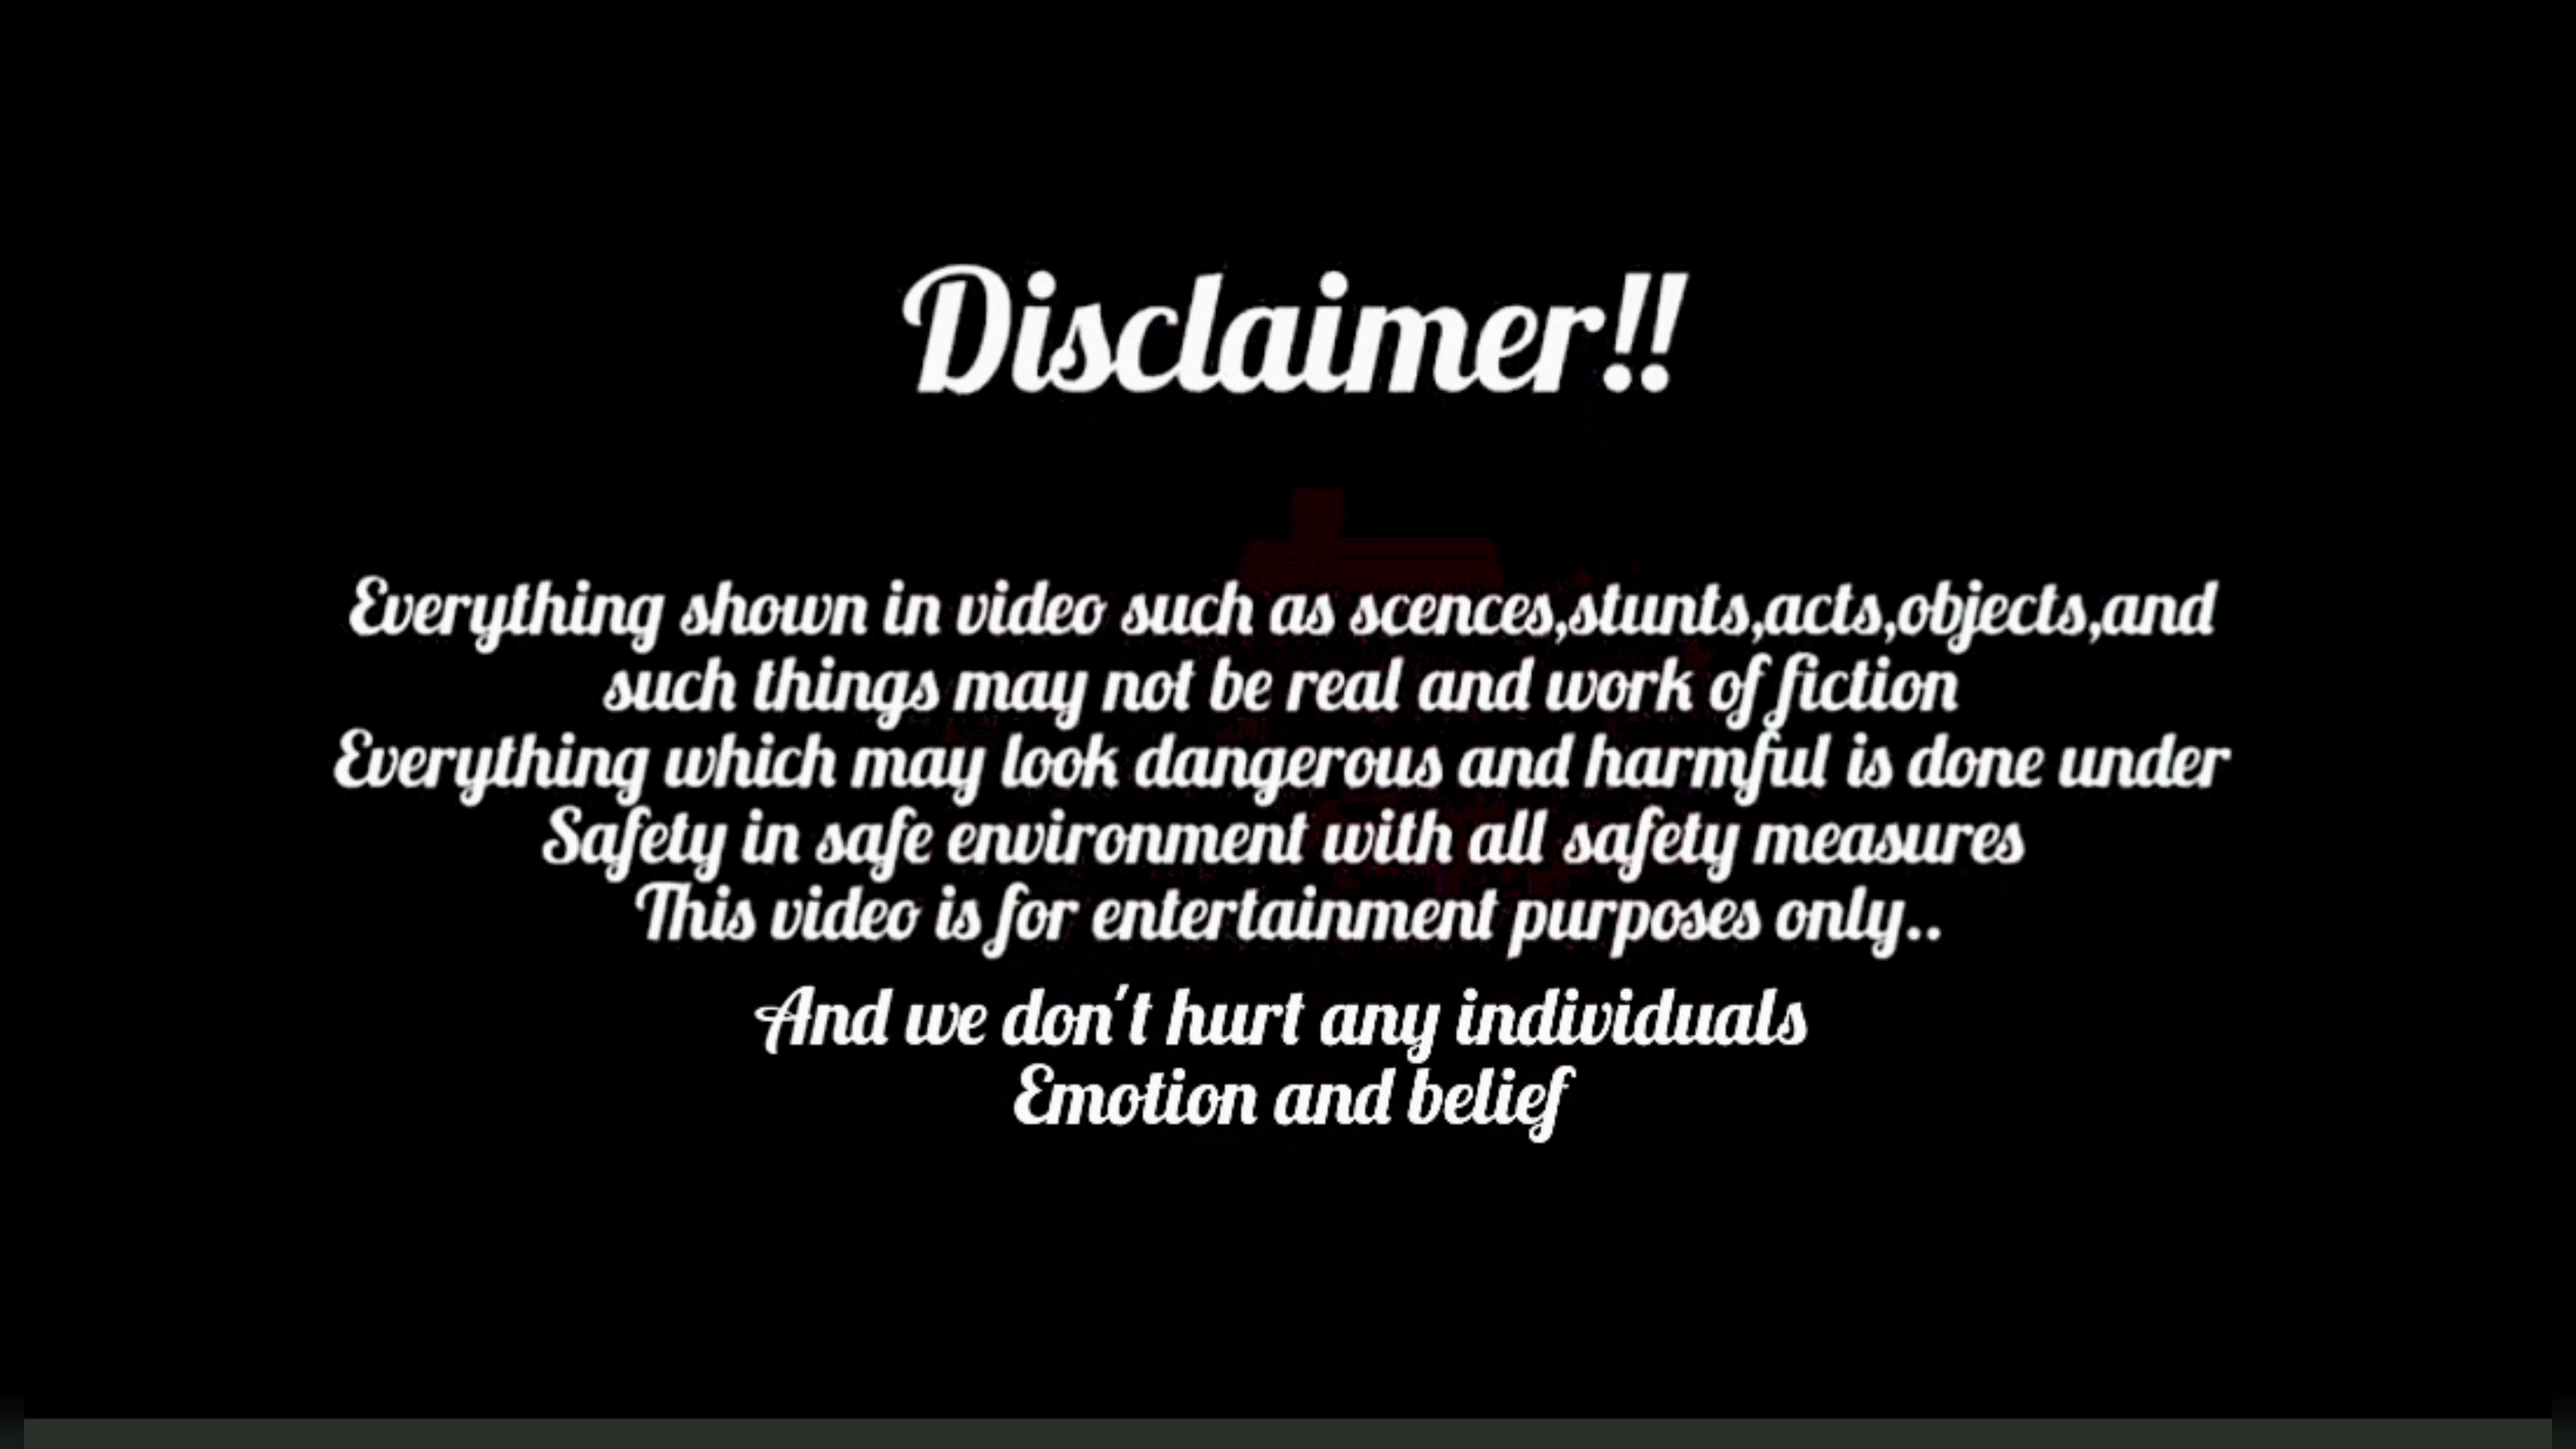 Disclaimer!!
Everything shown in video such as scences,stunts,acts,objects,and
such things may not be real and work of fiction
Everything which may look dangerous and harmful is done under
Safety in safe environment with all safety measures
This video is for entertainment purposes only..
And we don't hurt any individuals
Emotion and belief